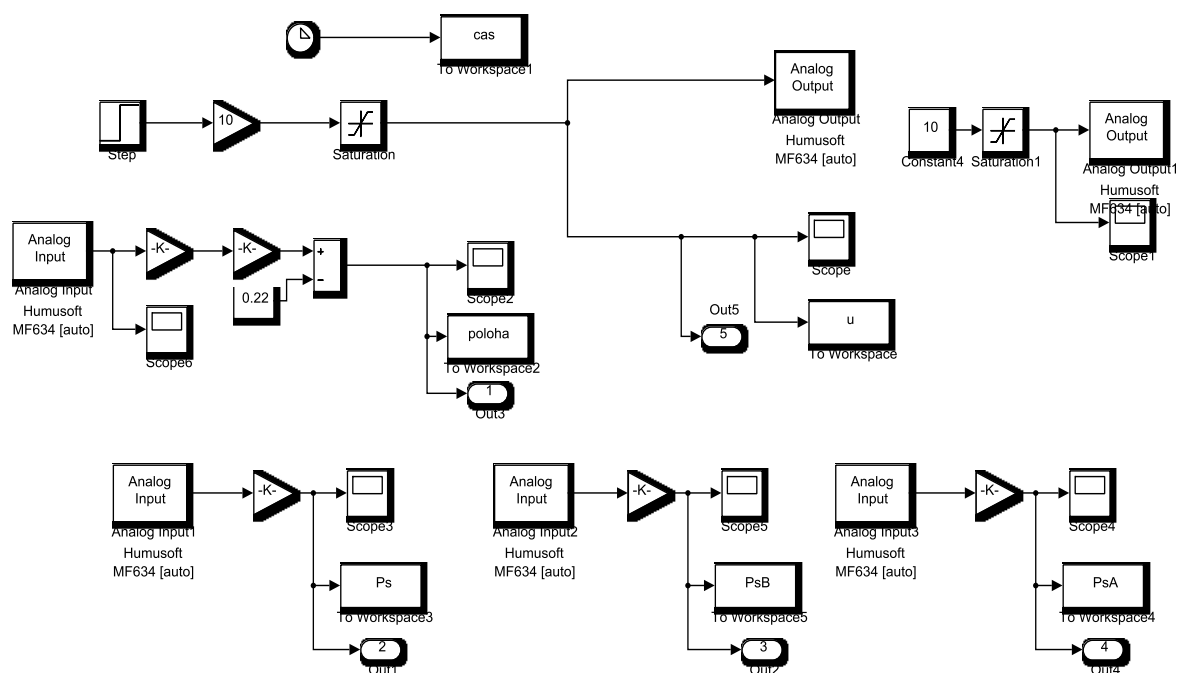 cas
To Workspace1
Step
10
Saturation
Analog
Output
Analog Output
Humusoft
MF634 [auto]
10
Constant4
Saturation1
Analog
Output
Analog Output1
Humusoft
MF634 [auto]
Scope1
Analog
Input
Analog Input
Humusoft
MF634 [auto]
-K-
-K-
+
−
0.22
Scope6
Scope2
poloha
To Workspace2
1
Out3
Scope
Out5
5
u
To Workspace
Analog
Input
Analog Input1
Humusoft
MF634 [auto]
-K-
Scope3
Ps
To Workspace3
2
Out1
Analog
Input
Analog Input2
Humusoft
MF634 [auto]
-K-
Scope5
PsB
To Workspace5
3
Out2
Analog
Input
Analog Input3
Humusoft
MF634 [auto]
-K-
Scope4
PsA
To Workspace4
4
Out4